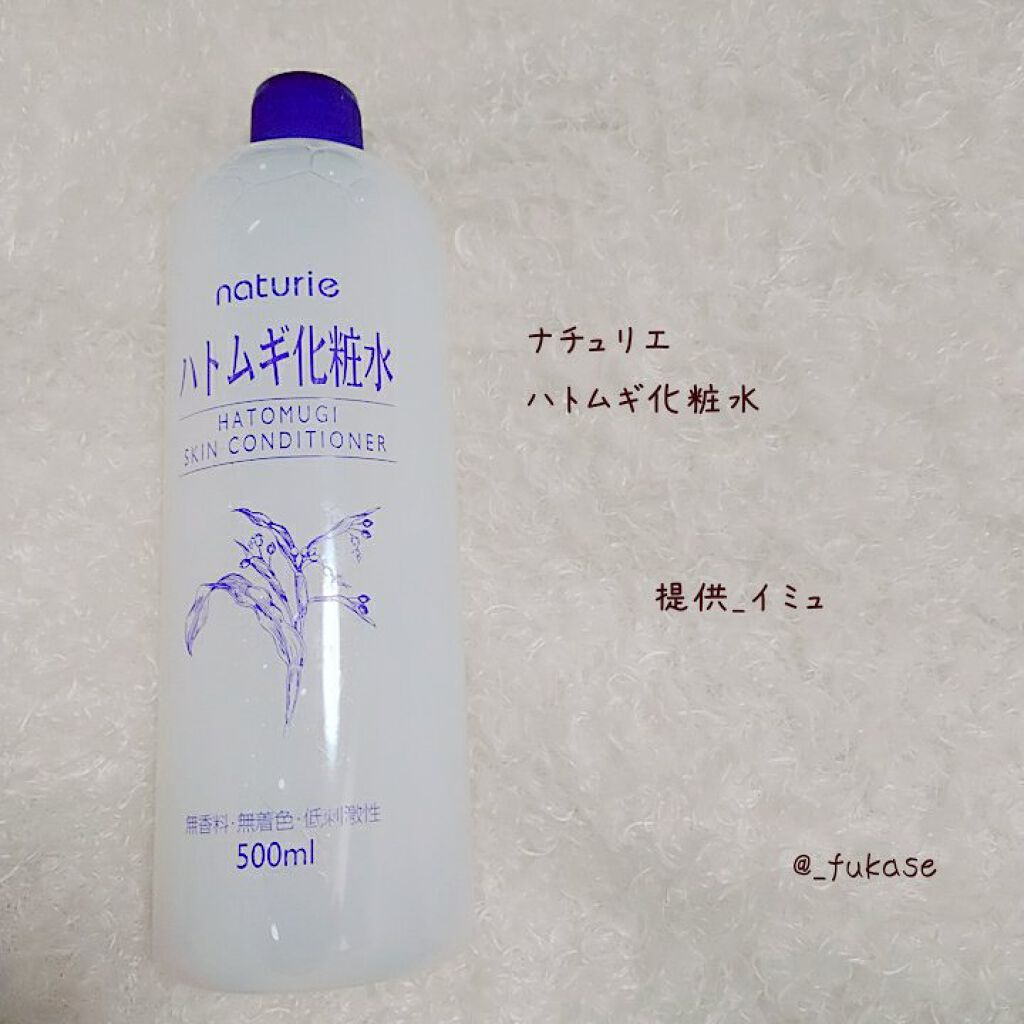 naturie
ハトムギ化粧水
HATOMUGI
SKIN CONDITIONER
無香料・無着色・低刺激性
500ml
ナチュリエ
ハトムギ化粧水
提供_イミュ
@_fukase